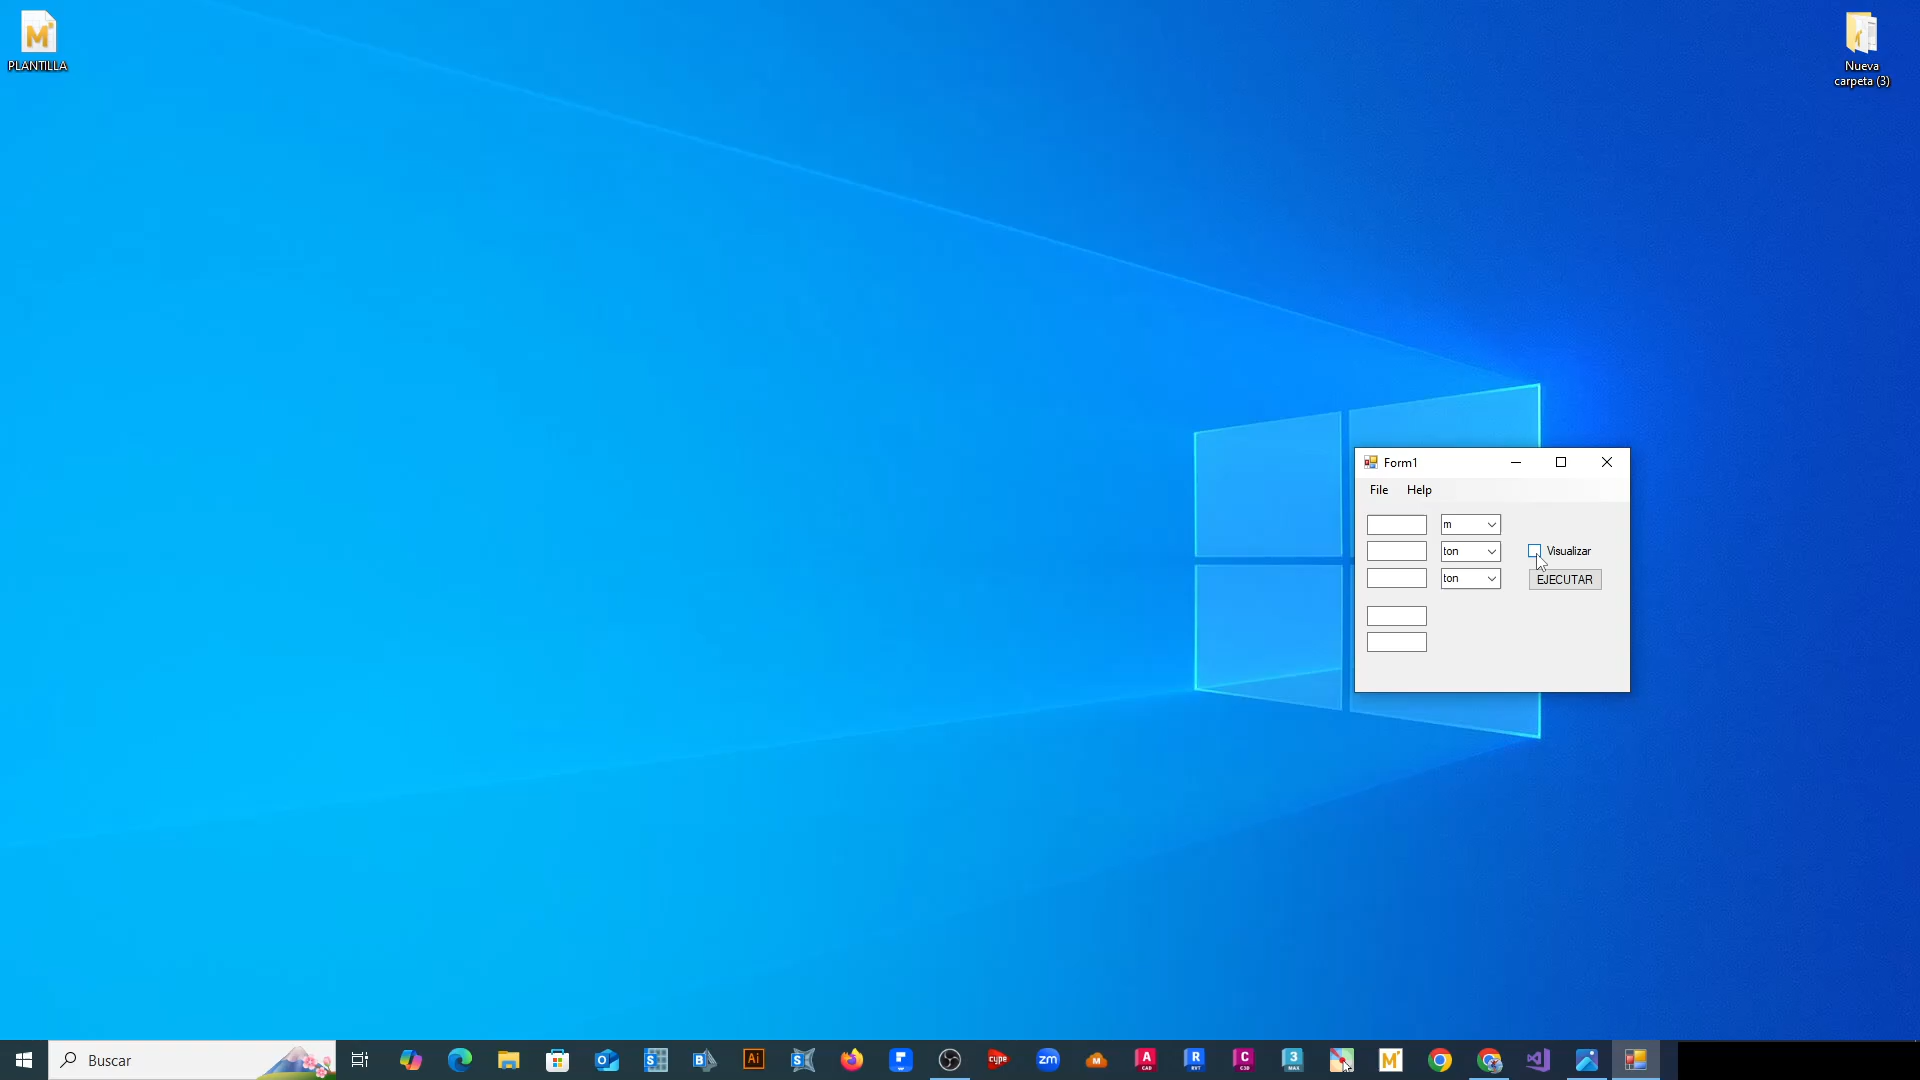 PLANTILLA
Nueva
carpeta (3)
Form1
File Help
m
ton
Visualizar
ton
EJECUTAR
Buscar